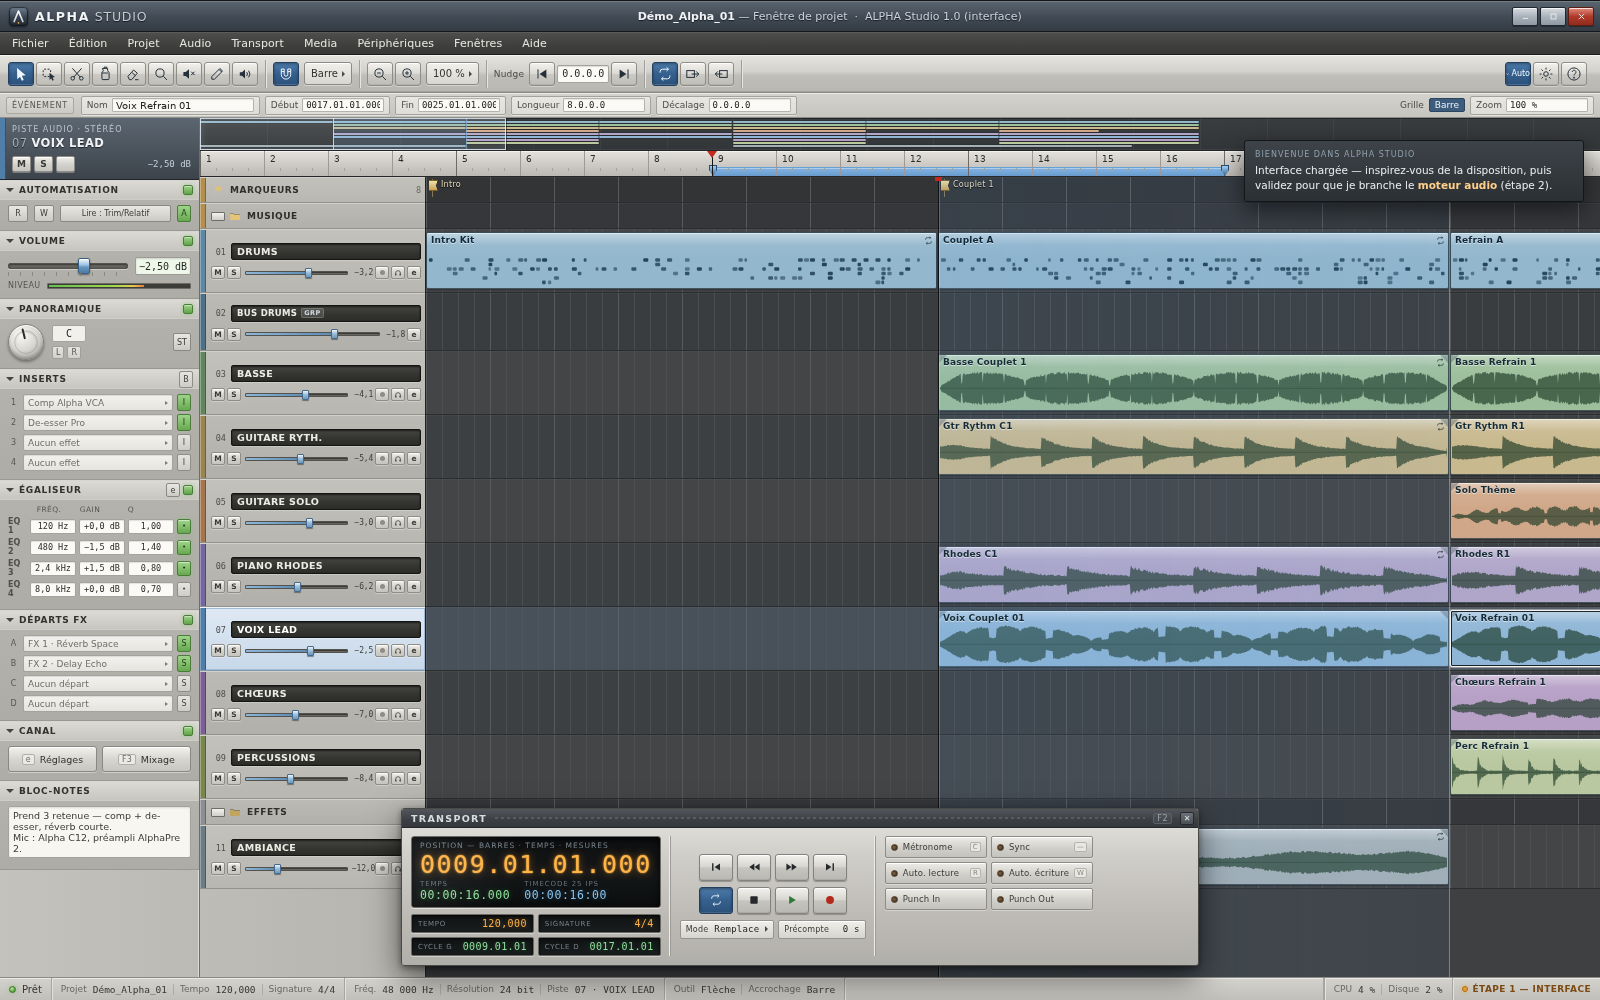 ALPHA STUDIO
Démo_Alpha_01 — Fenêtre de projet · ALPHA Studio 1.0 (interface)
Fichier Édition Projet Audio Transport Media Périphériques Fenêtres Aide
Barre 100 % Nudge 0.0.0.0 Auto
ÉVÉNEMENT Nom Voix Refrain 01 Début 0017.01.01.000 Fin 0025.01.01.000 Longueur 8.0.0.0 Décalage 0.0.0.0 Grille Barre Zoom 100 %
PISTE AUDIO · STÉRÉO
07 VOIX LEAD
M S −2,50 dB
1 2 3 4 5 6 7 8 9 10 11 12 13 14 15 16 17
BIENVENUE DANS ALPHA STUDIO
Interface chargée — inspirez-vous de la disposition, puis
validez pour que je branche le moteur audio (étape 2).
AUTOMATISATION
R W Lire : Trim/Relatif A
VOLUME
−2,50 dB
NIVEAU
PANORAMIQUE
C
L R
ST
INSERTS B
1 Comp Alpha VCA I
2 De-esser Pro I
3 Aucun effet I
4 Aucun effet I
ÉGALISEUR e
FRÉQ. GAIN Q
EQ 1 120 Hz +0,0 dB 1,00
EQ 2 480 Hz −1,5 dB 1,40
EQ 3 2,4 kHz +1,5 dB 0,80
EQ 4 8,0 kHz +0,0 dB 0,70
DÉPARTS FX
A FX 1 · Réverb Space S
B FX 2 · Delay Echo S
C Aucun départ S
D Aucun départ S
CANAL
e Réglages F3 Mixage
BLOC-NOTES
Prend 3 retenue — comp + de-
esser, réverb courte.
Mic : Alpha C12, préampli AlphaPre
2.
MARQUEURS 8
Intro Couplet 1
MUSIQUE
01 DRUMS
M S −3,2 e
Intro Kit Couplet A Refrain A
02 BUS DRUMS GRP
M S −1,8 e
03 BASSE
M S −4,1 e
Basse Couplet 1 Basse Refrain 1
04 GUITARE RYTH.
M S −5,4 e
Gtr Rythm C1 Gtr Rythm R1
05 GUITARE SOLO
M S −3,0 e
Solo Thème
06 PIANO RHODES
M S −6,2 e
Rhodes C1 Rhodes R1
07 VOIX LEAD
M S −2,5 e
Voix Couplet 01 Voix Refrain 01
08 CHŒURS
M S −7,0 e
Chœurs Refrain 1
09 PERCUSSIONS
M S −8,4 e
Perc Refrain 1
EFFETS
11 AMBIANCE
M S −12,0
TRANSPORT F2
POSITION — BARRES · TEMPS · MESURES
0009.01.01.000
TEMPS TIMECODE 25 IPS
00:00:16.000 00:00:16:00
TEMPO 120,000 SIGNATURE 4/4
CYCLE G 0009.01.01 CYCLE D 0017.01.01
Mode Remplace Précompte 0 s
Métronome C Sync —
Auto. lecture R Auto. écriture W
Punch In Punch Out
Prêt Projet Démo_Alpha_01 Tempo 120,000 Signature 4/4 Fréq. 48 000 Hz Résolution 24 bit Piste 07 · VOIX LEAD Outil Flèche Accrochage Barre CPU 4 % Disque 2 % ÉTAPE 1 — INTERFACE